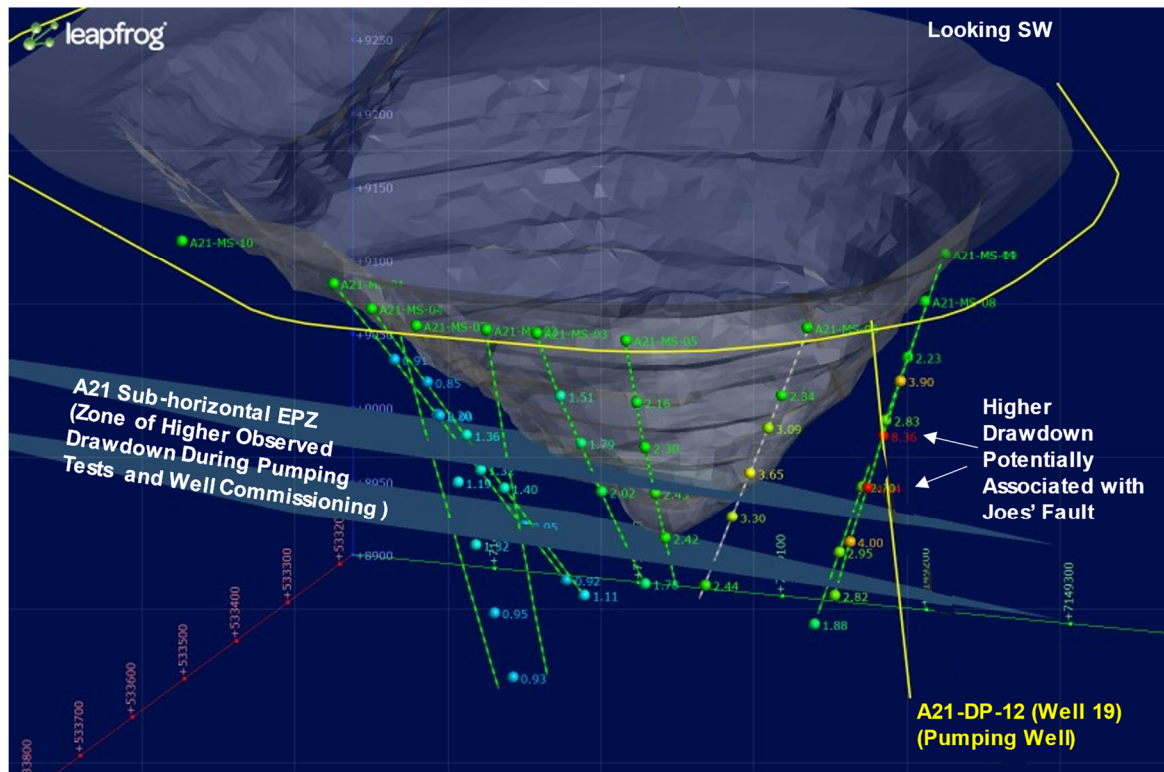 leapfrog
Looking SW
+9250
+9200
+9150
+9100
A21-MS-10
A21-MS-08
A21-MS-04
A21-MS-03
A21-MS-05
0.91
0.85
1.36
1.19
1.40
0.95
0.92
1.11
0.95
0.93
1.51
1.79
2.02
2.16
2.30
2.42
2.34
3.09
3.65
3.30
2.44
2.23
3.90
2.83
8.36
4.00
2.95
2.82
1.88
A21 Sub-horizontal EPZ
(Zone of Higher Observed
Drawdown During Pumping
Tests and Well Commissioning )
Higher
Drawdown
Potentially
Associated with
Joes' Fault
+8900
+533300
+533400
+533500
+533600
+533700
+7149300
A21-DP-12 (Well 19)
(Pumping Well)